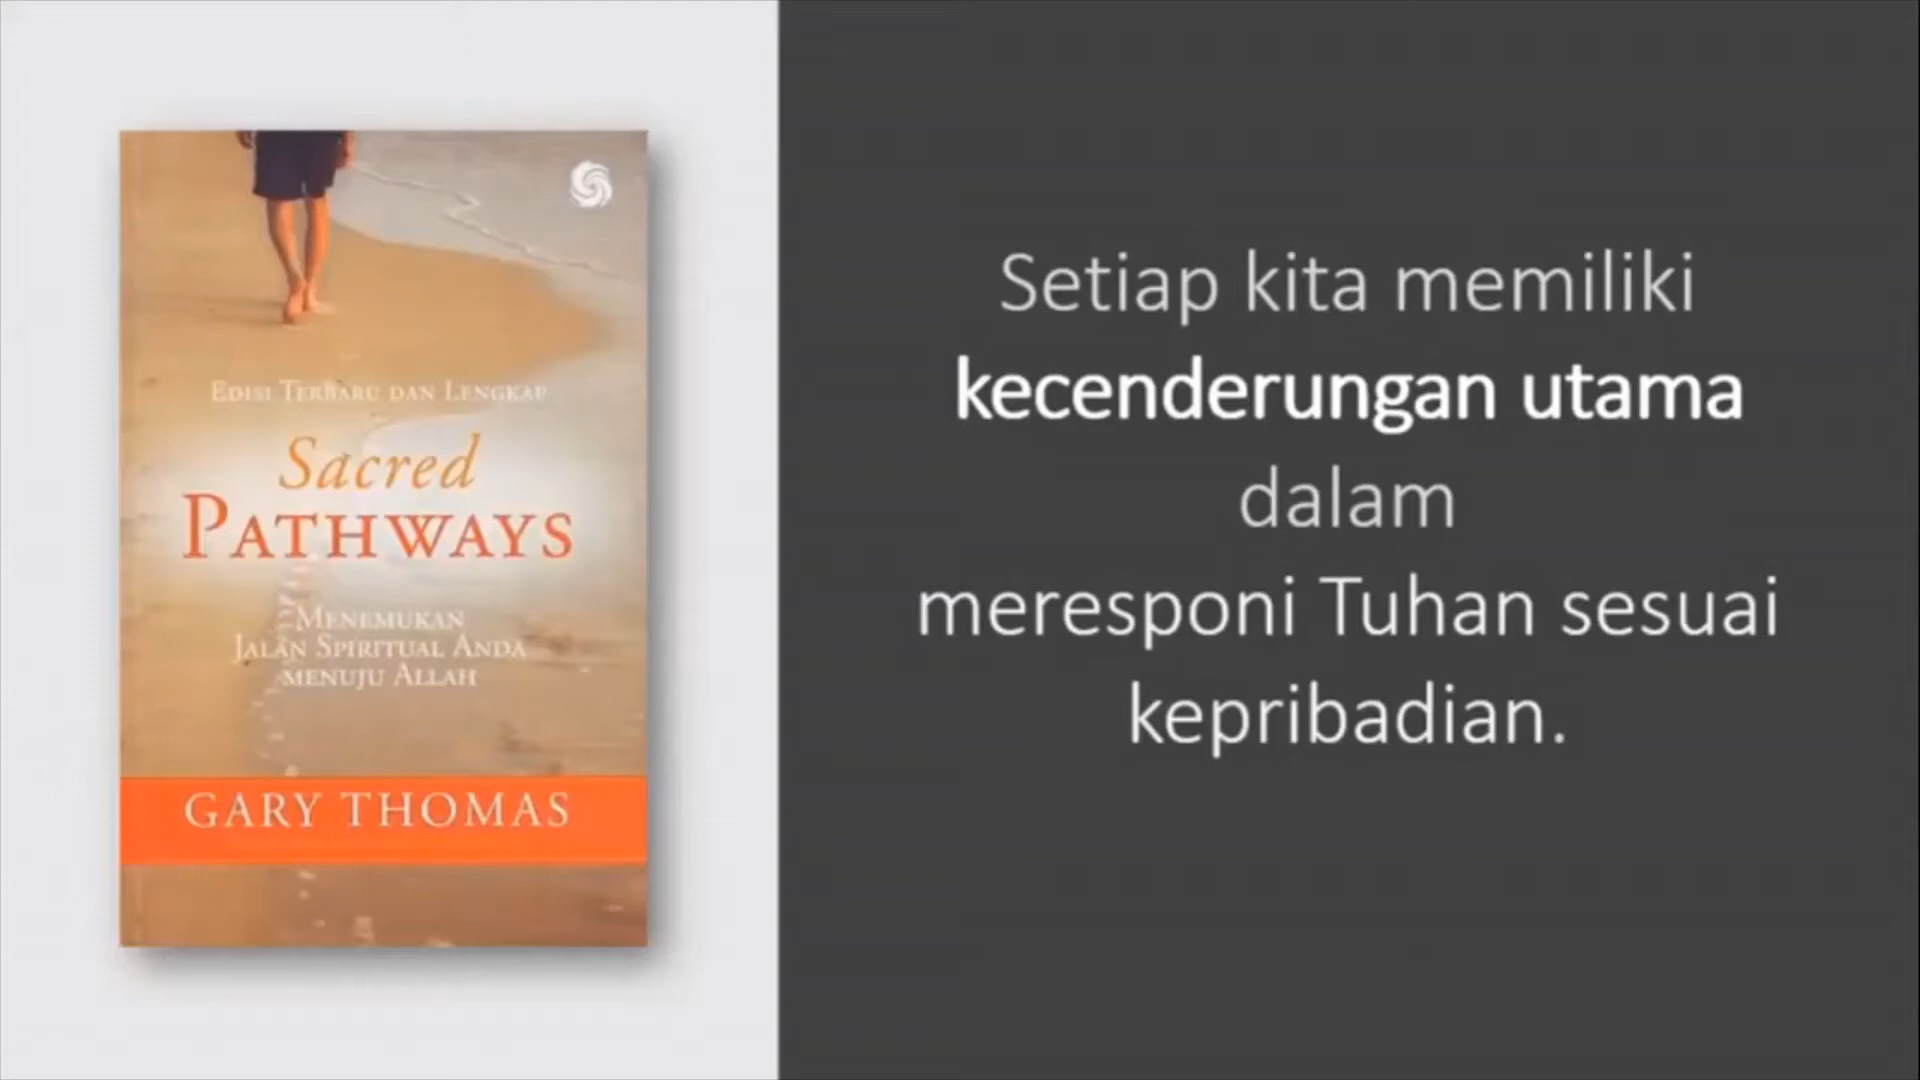 EDISI TERBARU DAN LENGKAP
Sacred
PATHWAYS
MENEMUKAN
JALAN SPIRITUAL ANDA
MENUJU ALLAH
GARY THOMAS
Setiap kita memiliki
kecenderungan utama
dalam
meresponi Tuhan sesuai
kepribadian.